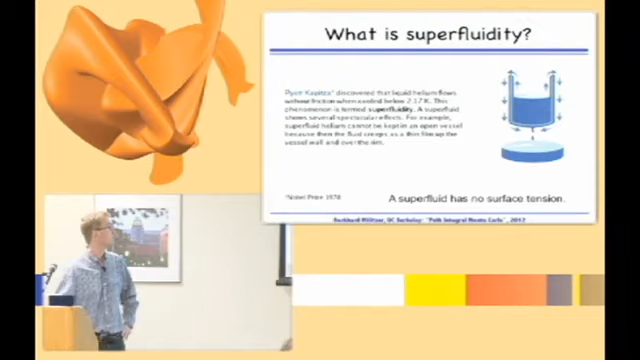 What is superfluidity?
Pyotr Kapitza* discovered that liquid helium flows
without friction when cooled below 2.17 K. This
phenomenon is termed superfluidity. A superfluid
shows several spectacular effects. For example,
superfluid helium cannot be kept in an open vessel
because then the fluid creeps as a thin film up the
vessel wall and over the rim.
*Nobel Prize 1978
A superfluid has no surface tension.
Burkhard Militzer, UC Berkeley: "Path Integral Monte Carlo", 2012